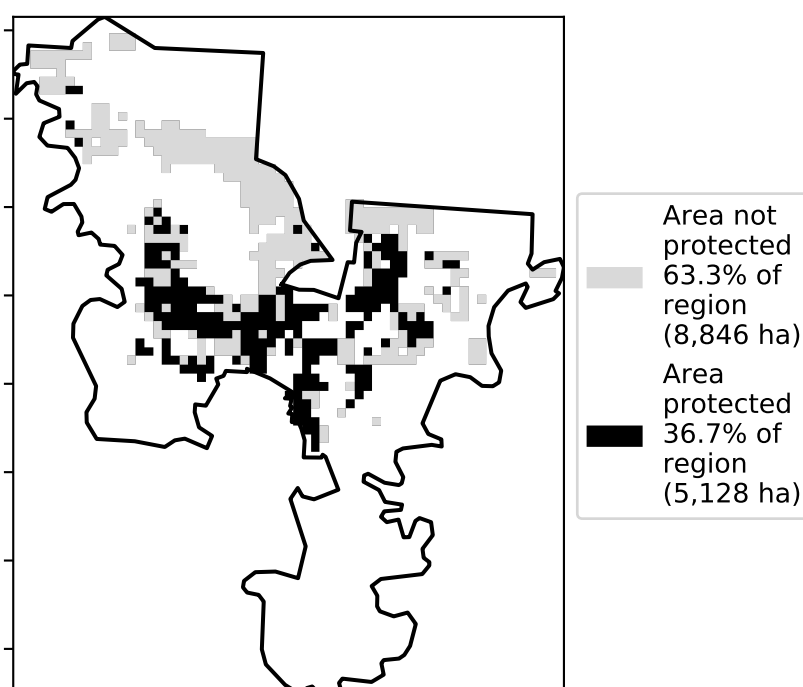 Area not
protected
63.3% of
region
(8,846 ha)
Area
protected
36.7% of
region
(5,128 ha)